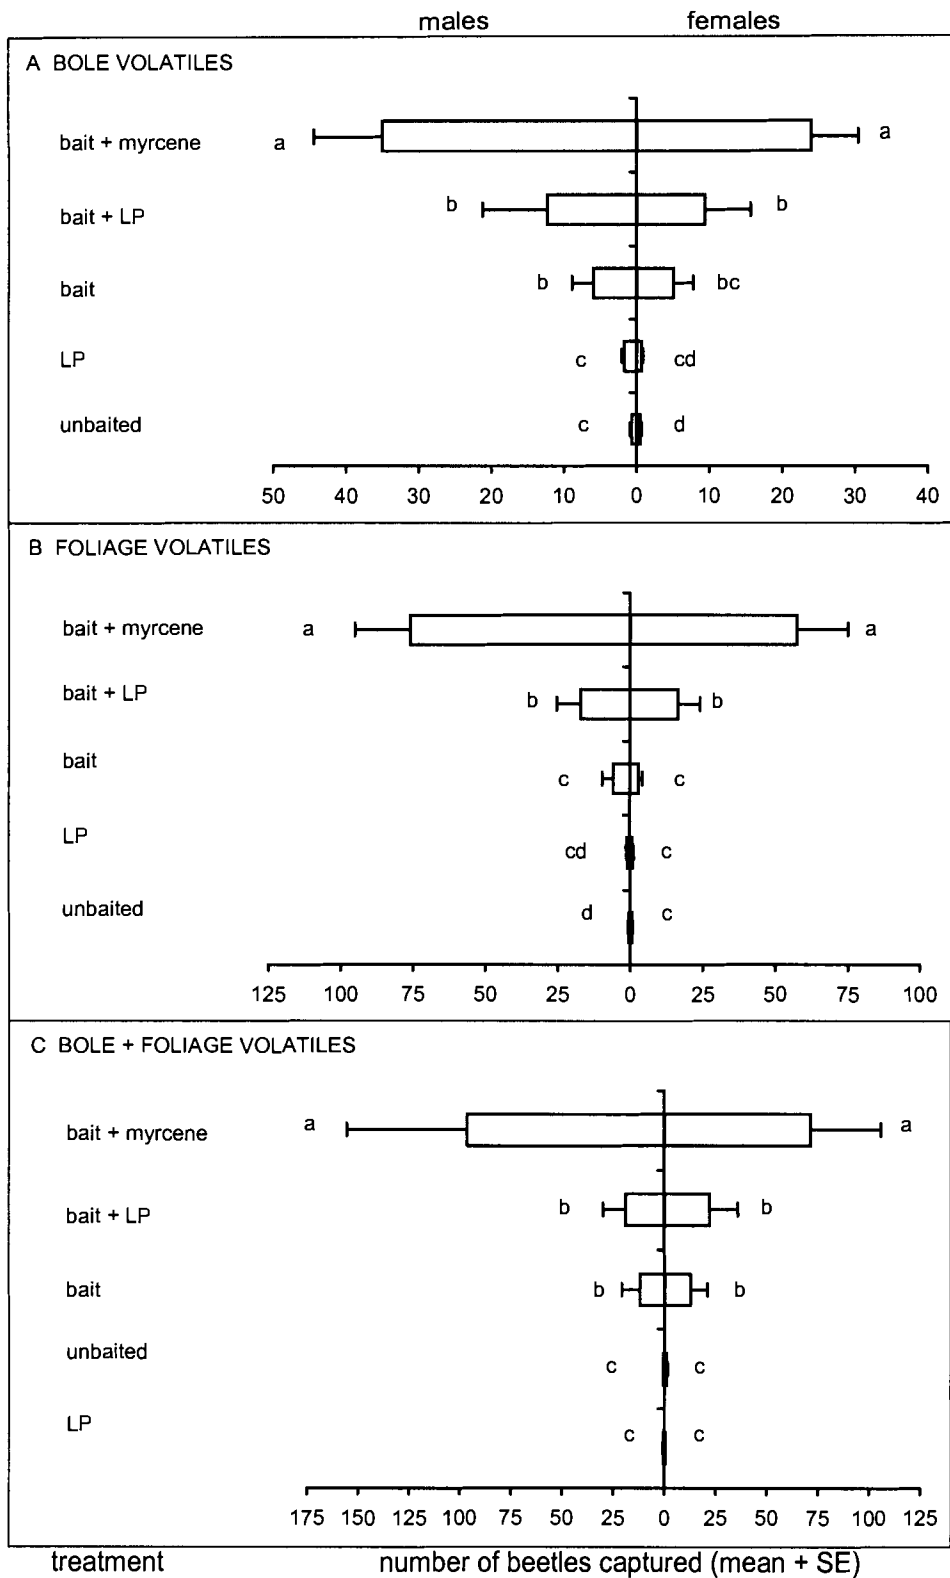 males females
A BOLE VOLATILES
bait + myrcene a a
bait + LP b b
bait b bc
LP c cd
unbaited c d
50 40 30 20 10 0 10 20 30 40
B FOLIAGE VOLATILES
bait + myrcene a a
bait + LP b b
bait c c
LP cd c
unbaited d c
125 100 75 50 25 0 25 50 75 100
C BOLE + FOLIAGE VOLATILES
bait + myrcene a a
bait + LP b b
bait b b
unbaited c c
LP c c
175 150 125 100 75 50 25 0 25 50 75 100 125
treatment number of beetles captured (mean + SE)